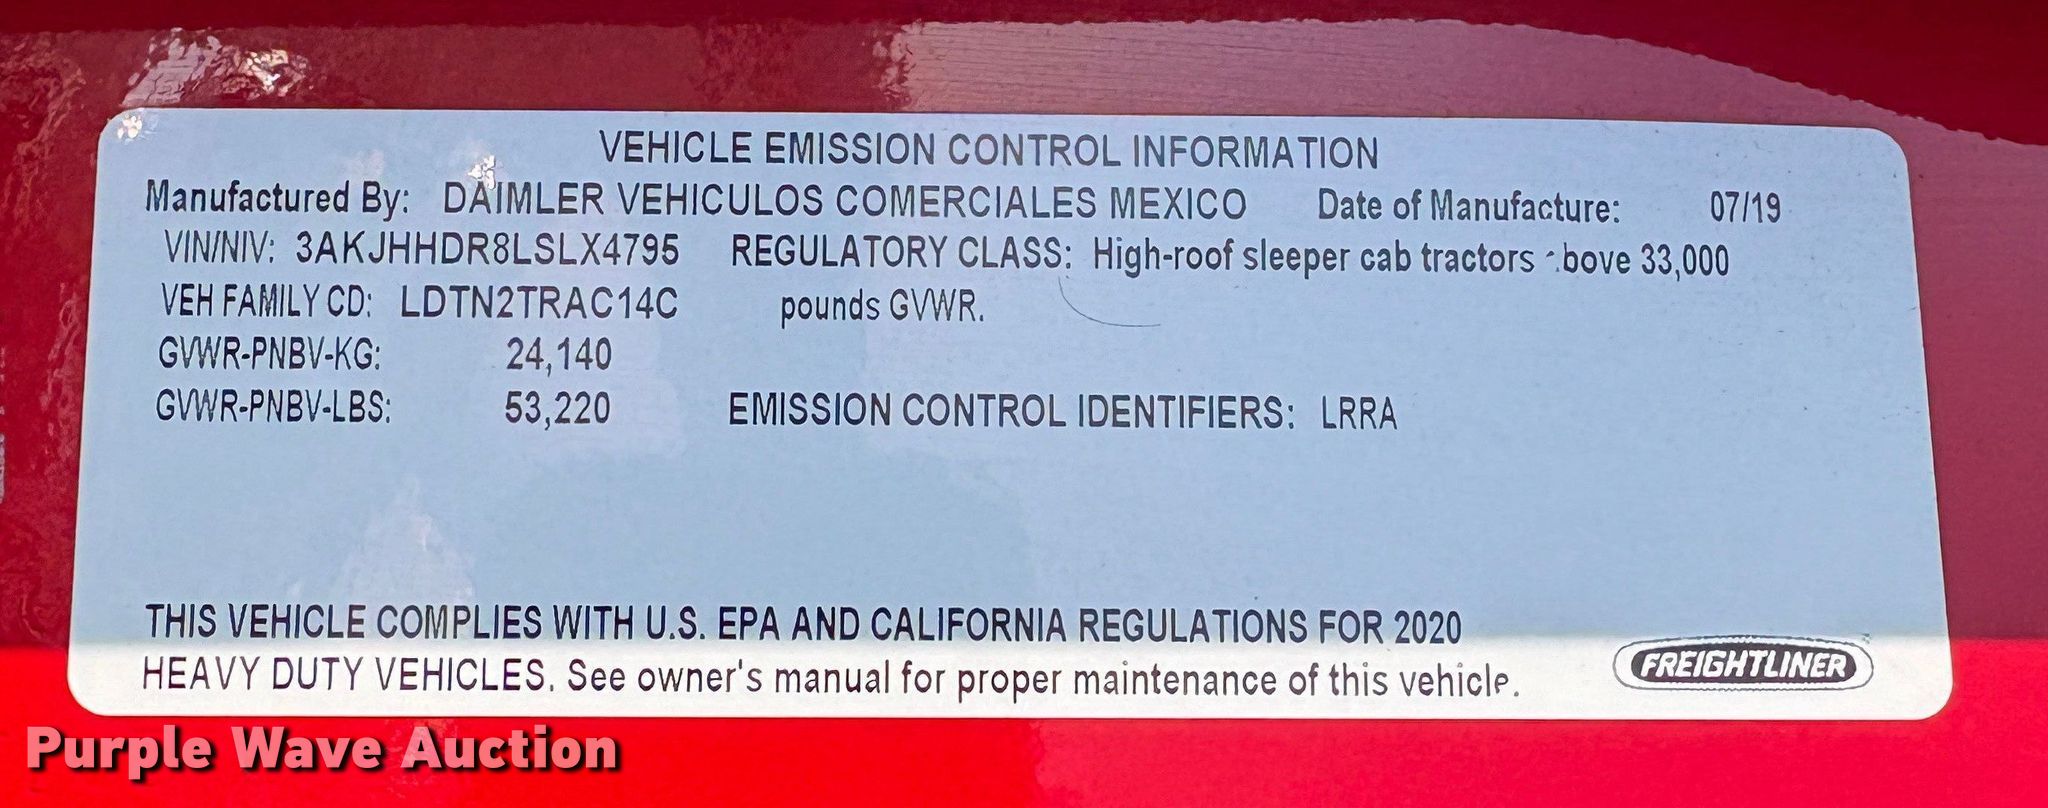 VEHICLE EMISSION CONTROL INFORMATION
Manufactured By: DAIMLER VEHICULOS COMERCIALES MEXICO Date of Manufacture: 07/19
VIN/NIV: 3AKJHHDR8LSLX4795 REGULATORY CLASS: High-roof sleeper cab tractors above 33,000
VEH FAMILY CD: LDTN2TRAC14C pounds GVWR.
GVWR-PNBV-KG: 24,140
GVWR-PNBV-LBS: 53,220 EMISSION CONTROL IDENTIFIERS: LRRA
THIS VEHICLE COMPLIES WITH U.S. EPA AND CALIFORNIA REGULATIONS FOR 2020
HEAVY DUTY VEHICLES. See owner's manual for proper maintenance of this vehicle.
FREIGHTLINER
Purple Wave Auction